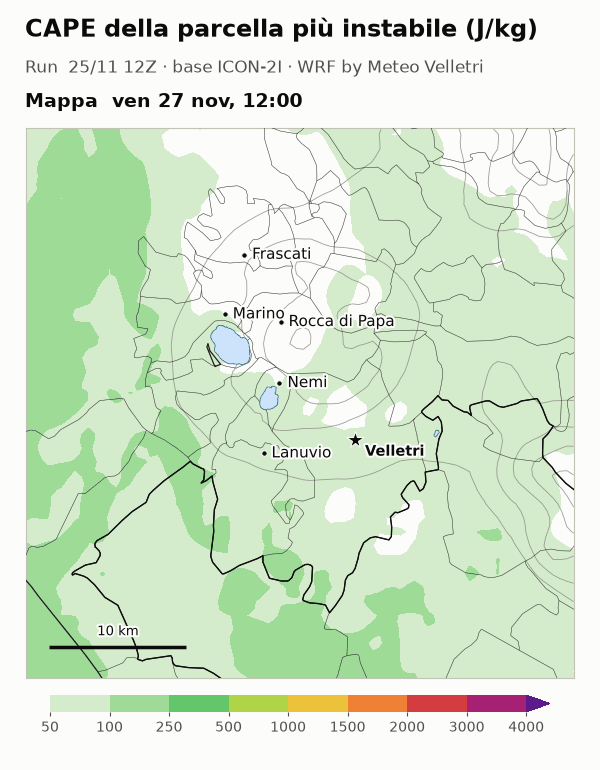 CAPE della parcella più instabile (J/kg)
Run  25/11 12Z · base ICON-2I · WRF by Meteo Velletri
Mappa  ven 27 nov, 12:00
Frascati
Marino
Rocca di Papa
Nemi
Velletri
Lanuvio
10 km
50 100 250 500 1000 1500 2000 3000 4000